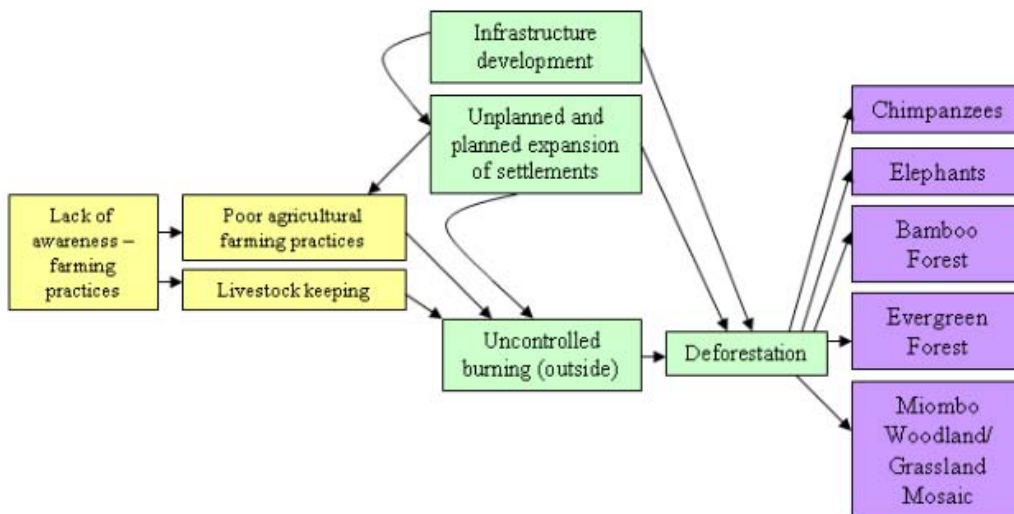 Infrastructure
development
Unplanned and
planned expansion
of settlements
Lack of
awareness –
farming
practices
Poor agricultural
farming practices
Livestock keeping
Uncontrolled
burning (outside)
Deforestation
Chimpanzees
Elephants
Bamboo
Forest
Evergreen
Forest
Miombo
Woodland/
Grassland
Mosaic